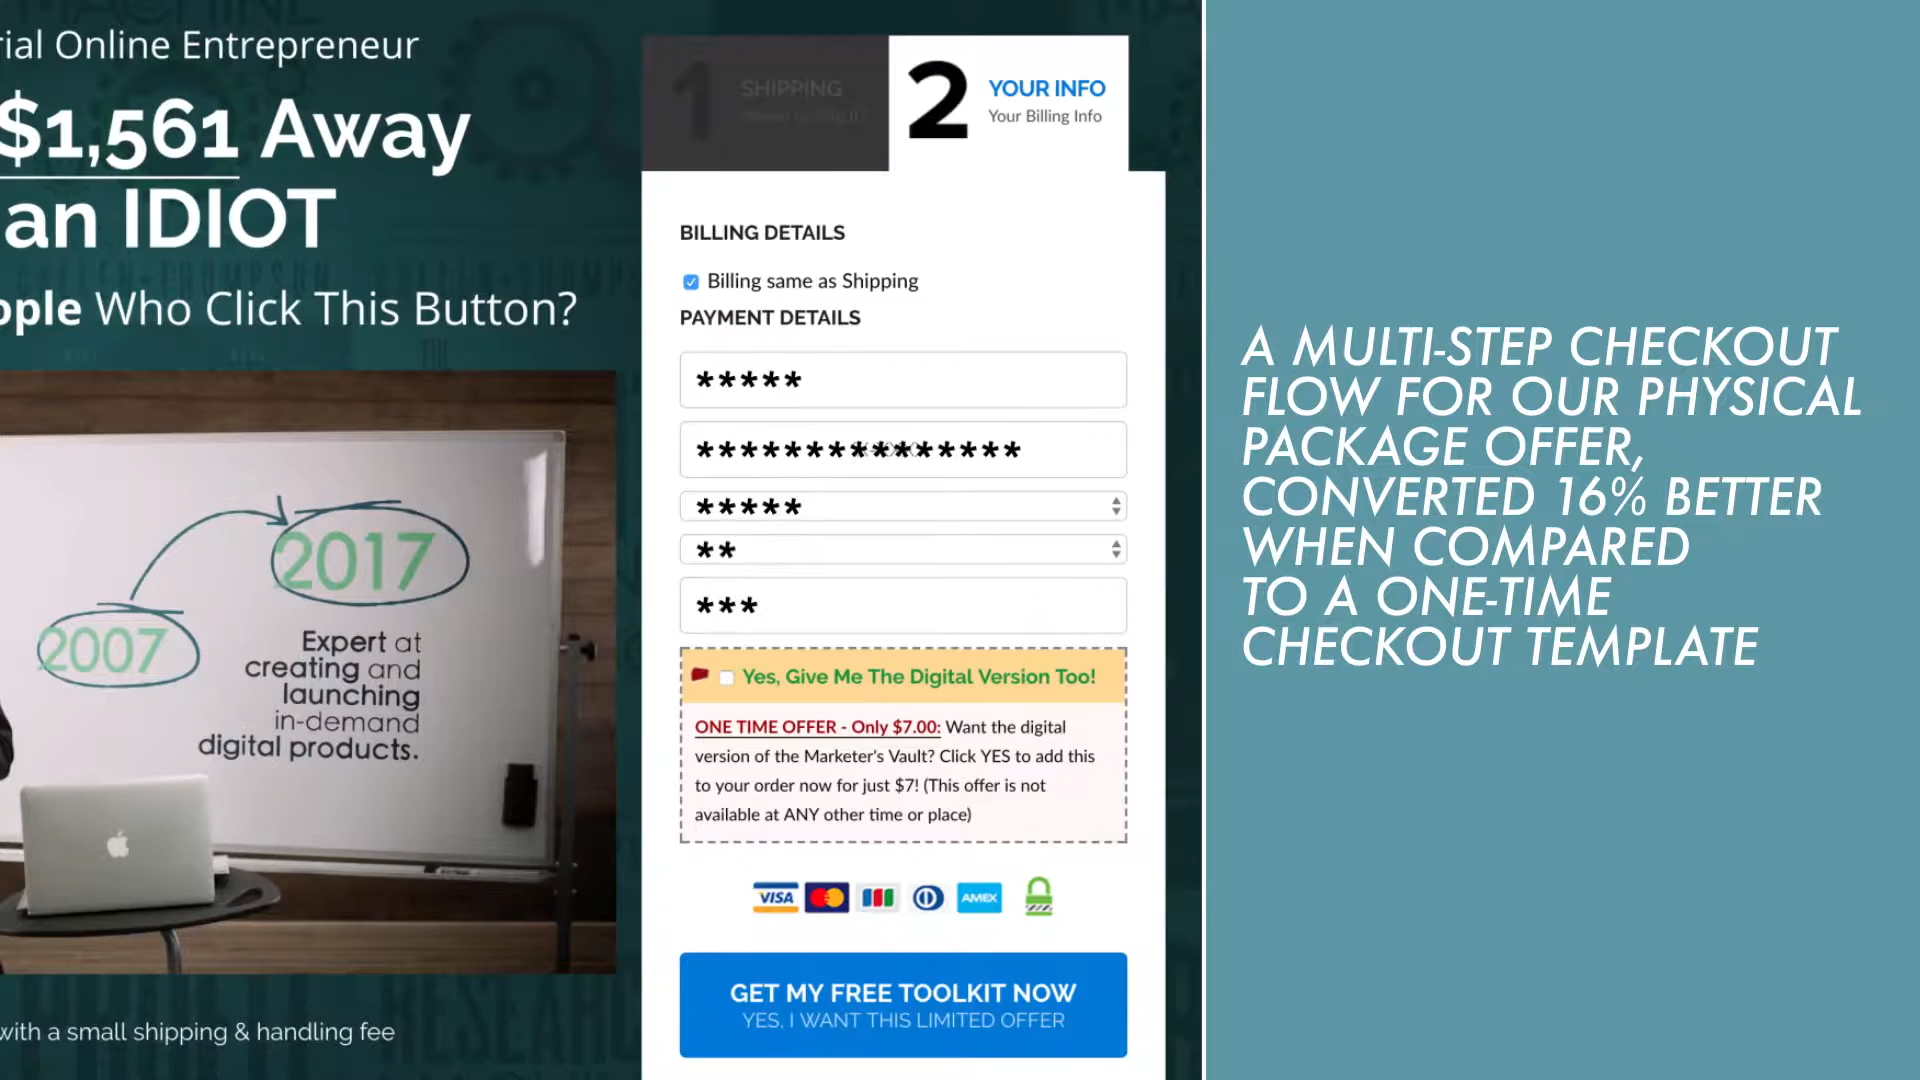 rial Online Entrepreneur
$1,561 Away
an IDIOT
ople Who Click This Button?
2017
2007
Expert at
creating and
launching
in-demand
digital products.
with a small shipping & handling fee
1
SHIPPING
2
YOUR INFO
Your Billing Info
BILLING DETAILS
Billing same as Shipping
PAYMENT DETAILS
*****
***************
*****
**
***
Yes, Give Me The Digital Version Too!
ONE TIME OFFER - Only $7.00: Want the digital
version of the Marketer's Vault? Click YES to add this
to your order now for just $7! (This offer is not
available at ANY other time or place)
VISA
AMEX
GET MY FREE TOOLKIT NOW
YES, I WANT THIS LIMITED OFFER
A MULTI-STEP CHECKOUT
FLOW FOR OUR PHYSICAL
PACKAGE OFFER,
CONVERTED 16% BETTER
WHEN COMPARED
TO A ONE-TIME
CHECKOUT TEMPLATE